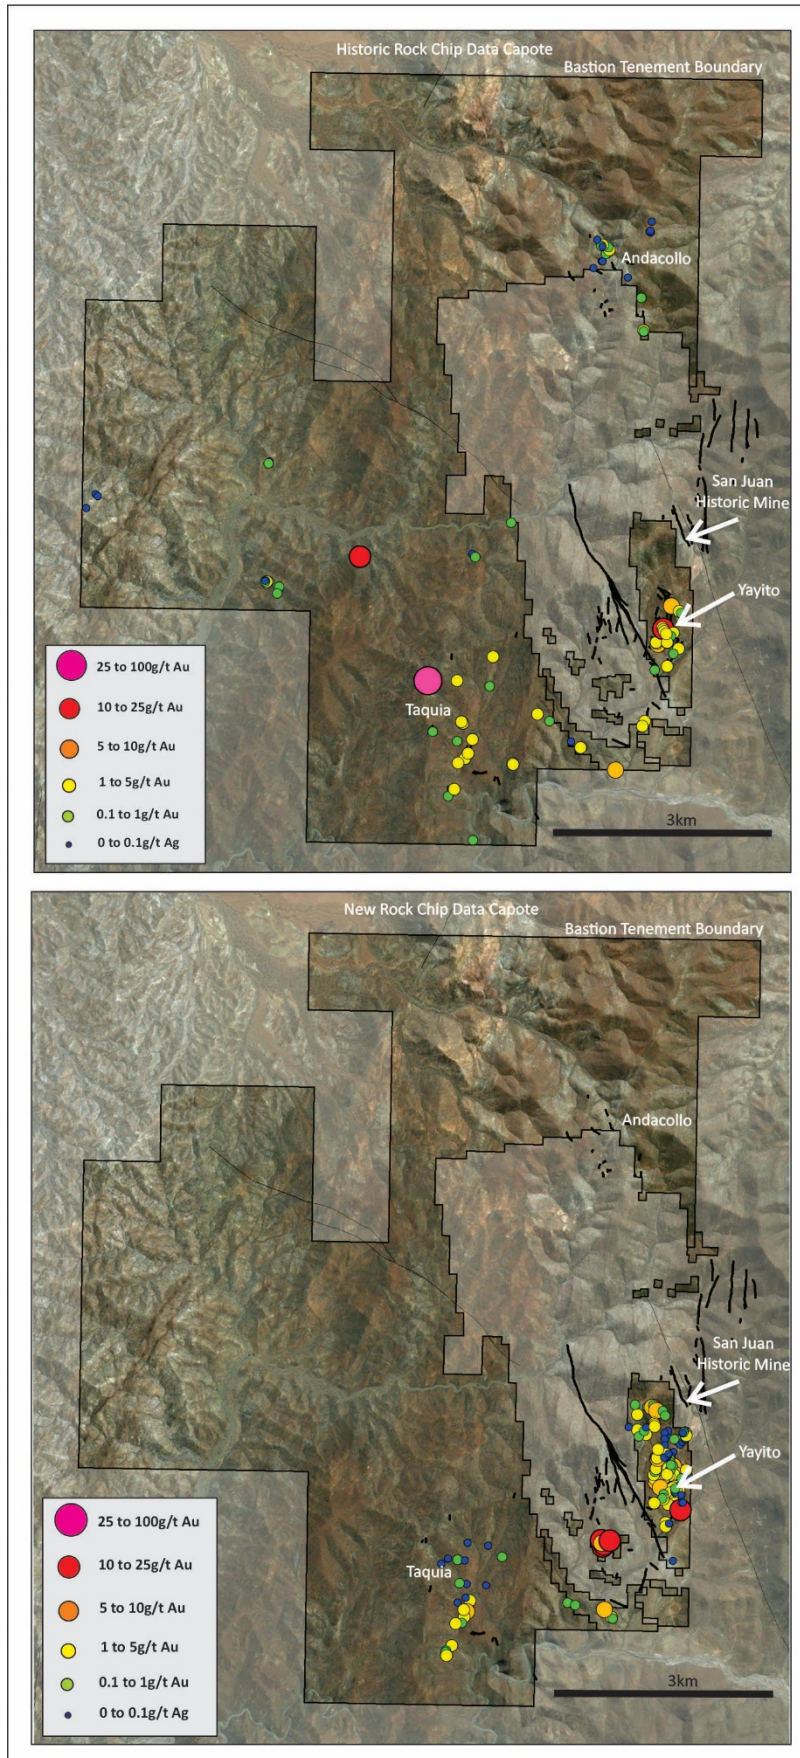 Historic Rock Chip Data Capote
Bastion Tenement Boundary
Andacollo
San Juan
Historic Mine
Yayito
Taquia
25 to 100g/t Au
10 to 25g/t Au
5 to 10g/t Au
1 to 5g/t Au
0.1 to 1g/t Au
0 to 0.1g/t Ag
3km
New Rock Chip Data Capote
Bastion Tenement Boundary
Andacollo
San Juan
Historic Mine
Yayito
Taquia
25 to 100g/t Au
10 to 25g/t Au
5 to 10g/t Au
1 to 5g/t Au
0.1 to 1g/t Au
0 to 0.1g/t Ag
3km